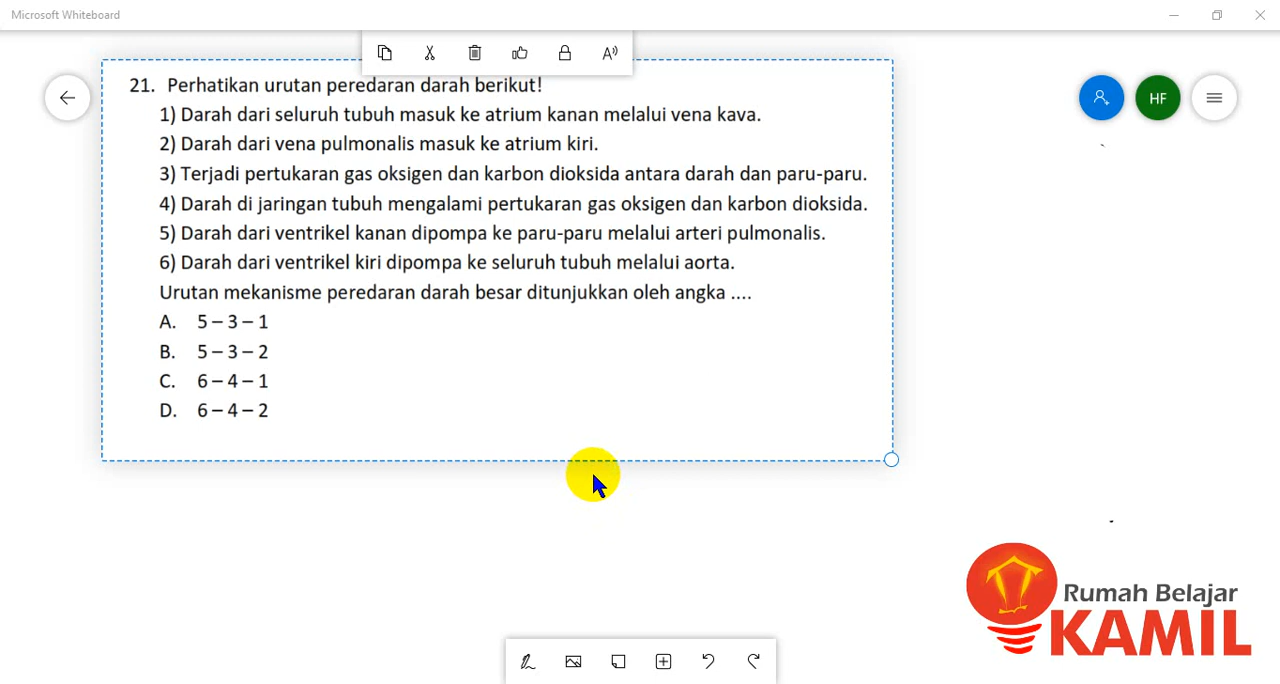 Microsoft Whiteboard
21. Perhatikan urutan peredaran darah berikut!
1) Darah dari seluruh tubuh masuk ke atrium kanan melalui vena kava.
2) Darah dari vena pulmonalis masuk ke atrium kiri.
3) Terjadi pertukaran gas oksigen dan karbon dioksida antara darah dan paru-paru.
4) Darah di jaringan tubuh mengalami pertukaran gas oksigen dan karbon dioksida.
5) Darah dari ventrikel kanan dipompa ke paru-paru melalui arteri pulmonalis.
6) Darah dari ventrikel kiri dipompa ke seluruh tubuh melalui aorta.
Urutan mekanisme peredaran darah besar ditunjukkan oleh angka ....
A. 5 – 3 – 1
B. 5 – 3 – 2
C. 6 – 4 – 1
D. 6 – 4 – 2
HF
Rumah Belajar
KAMIL